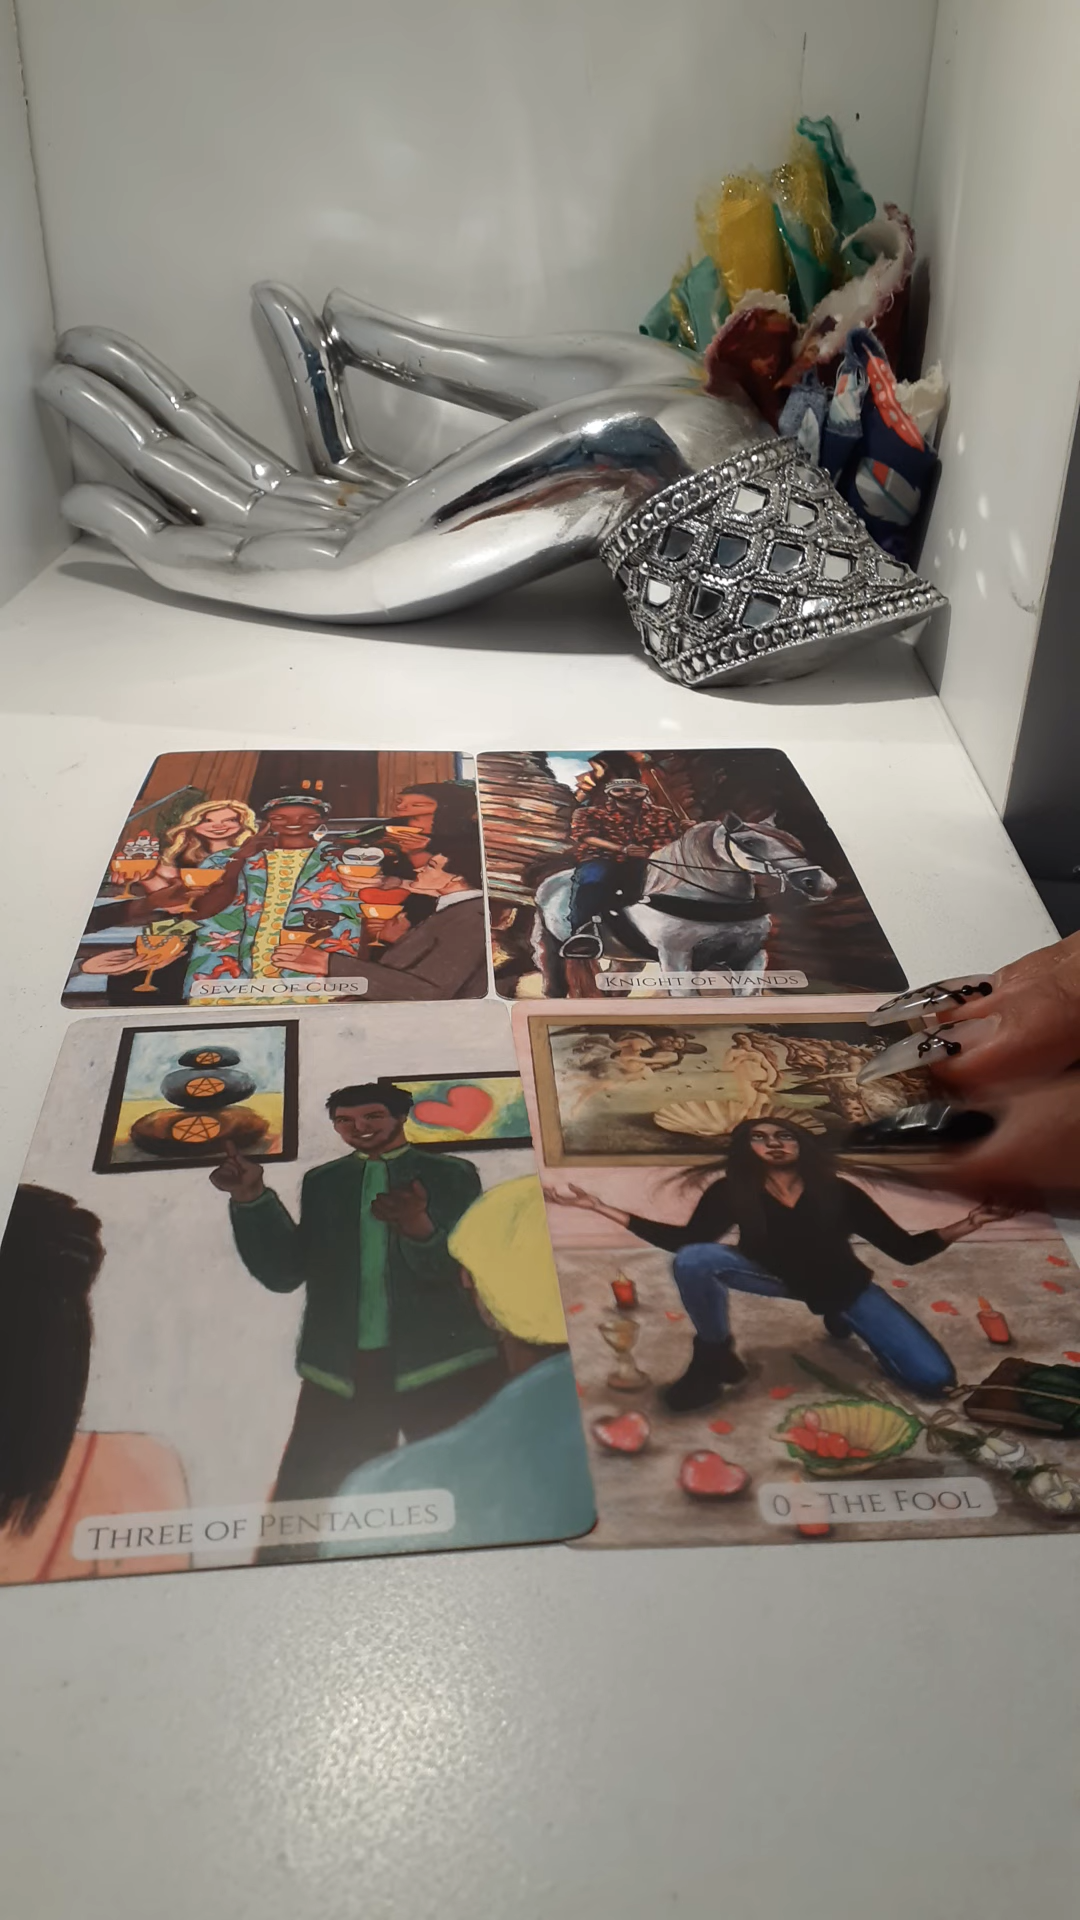 SEVEN OF CUPS
KNIGHT OF WANDS
THREE OF PENTACLES
0 - THE FOOL